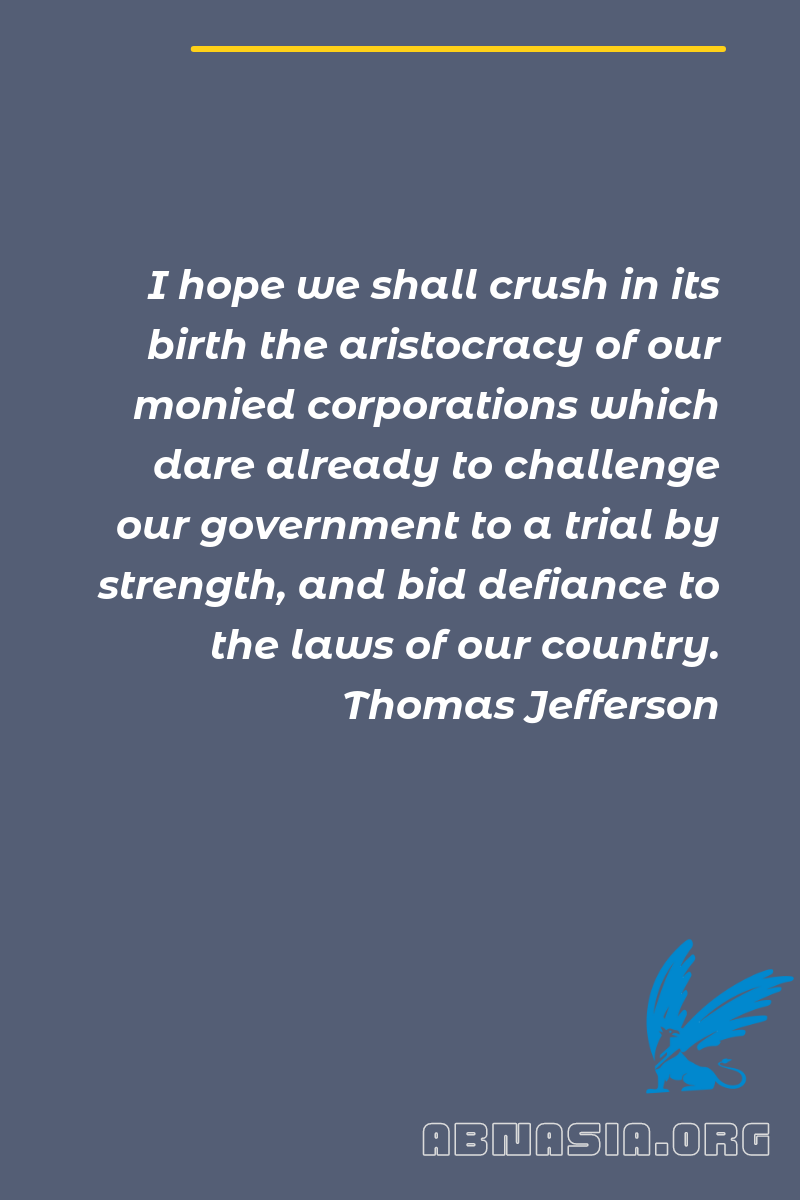 I hope we shall crush in its
birth the aristocracy of our
monied corporations which
dare already to challenge
our government to a trial by
strength, and bid defiance to
the laws of our country.
Thomas Jefferson
ABNASIA.ORG